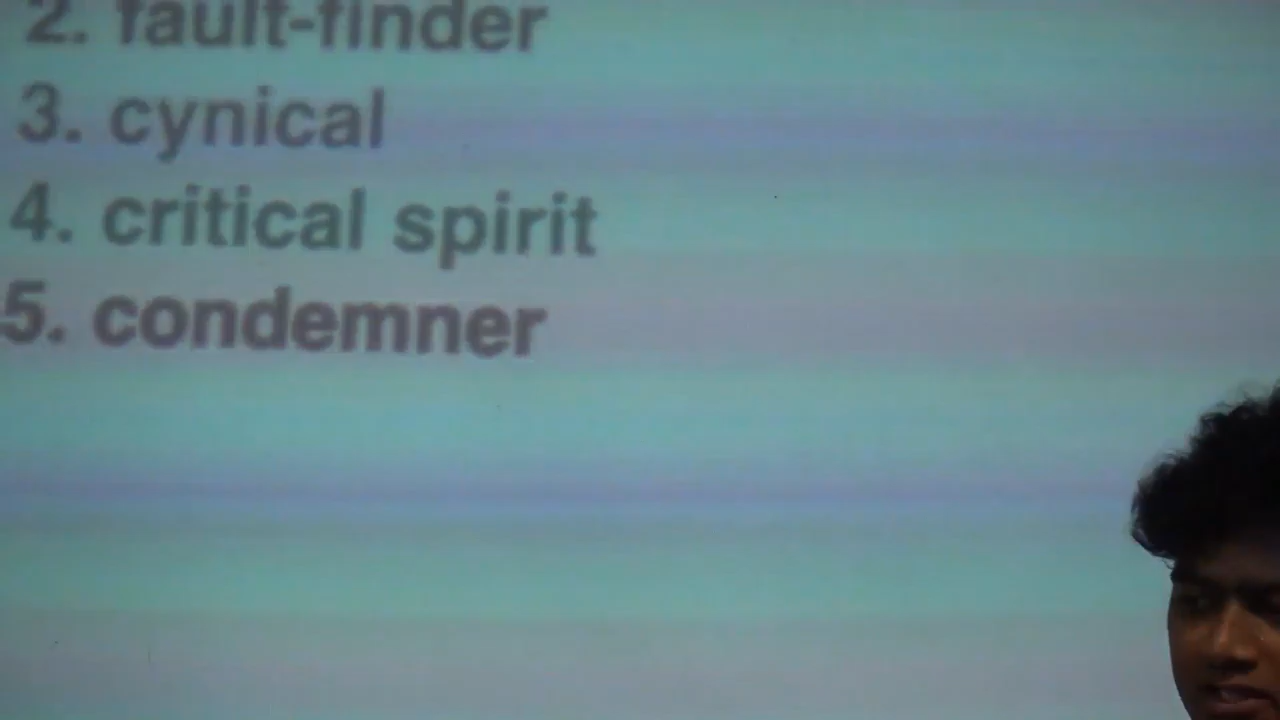 2. fault-finder
3. cynical
4. critical spirit
5. condemner